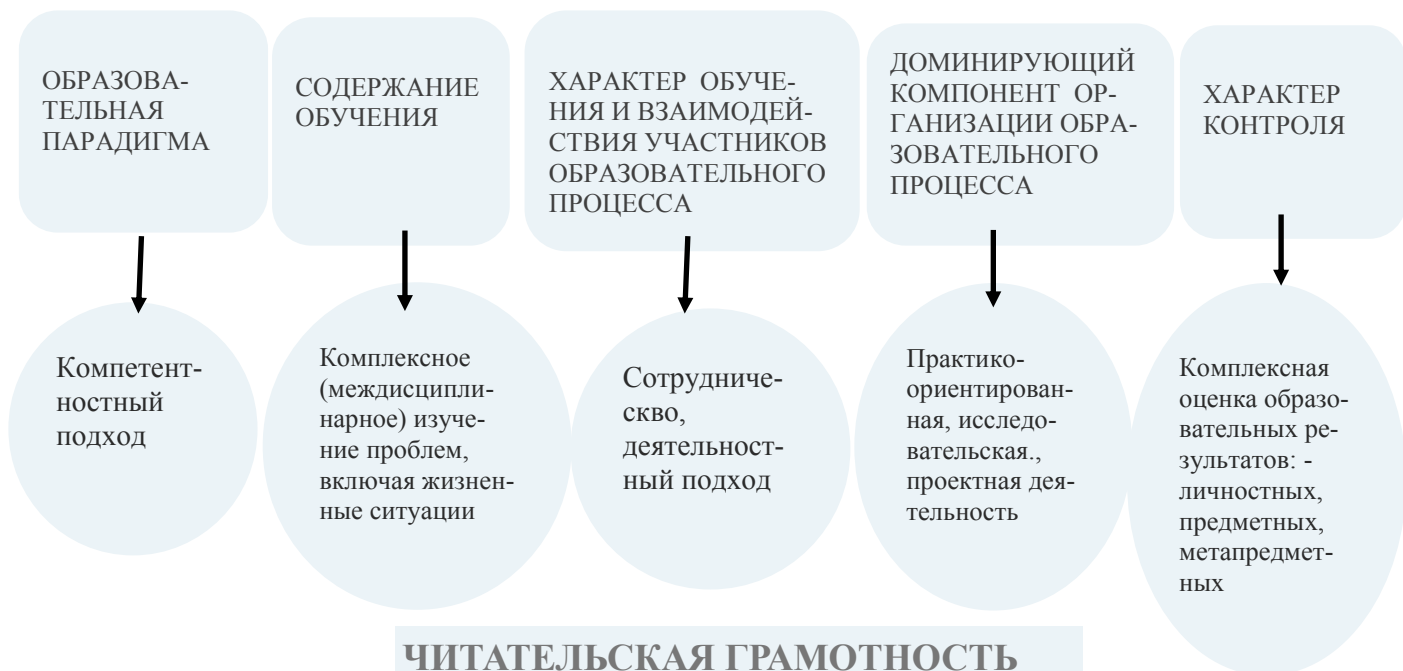 ОБРАЗОВА-
ТЕЛЬНАЯ
ПАРАДИГМА
СОДЕРЖАНИЕ
ОБУЧЕНИЯ
ХАРАКТЕР ОБУЧЕ-
НИЯ И ВЗАИМОДЕЙ-
СТВИЯ УЧАСТНИКОВ
ОБРАЗОВАТЕЛЬНОГО
ПРОЦЕССА
ДОМИНИРУЮЩИЙ
КОМПОНЕНТ ОР-
ГАНИЗАЦИИ ОБРА-
ЗОВАТЕЛЬНОГО
ПРОЦЕССА
ХАРАКТЕР
КОНТРОЛЯ
Компетент-
ностный
подход
Комплексное
(междисципли-
нарное) изуче-
ние проблем,
включая жизнен-
ные ситуации
Сотрудниче-
скво,
деятельност-
ный подход
Практико-
ориентирован-
ная, исследо-
вательская.,
проектная дея-
тельность
Комплексная
оценка образо-
вательных ре-
зультатов: -
личностных,
предметных,
метапредмет-
ных
ЧИТАТЕЛЬСКАЯ ГРАМОТНОСТЬ